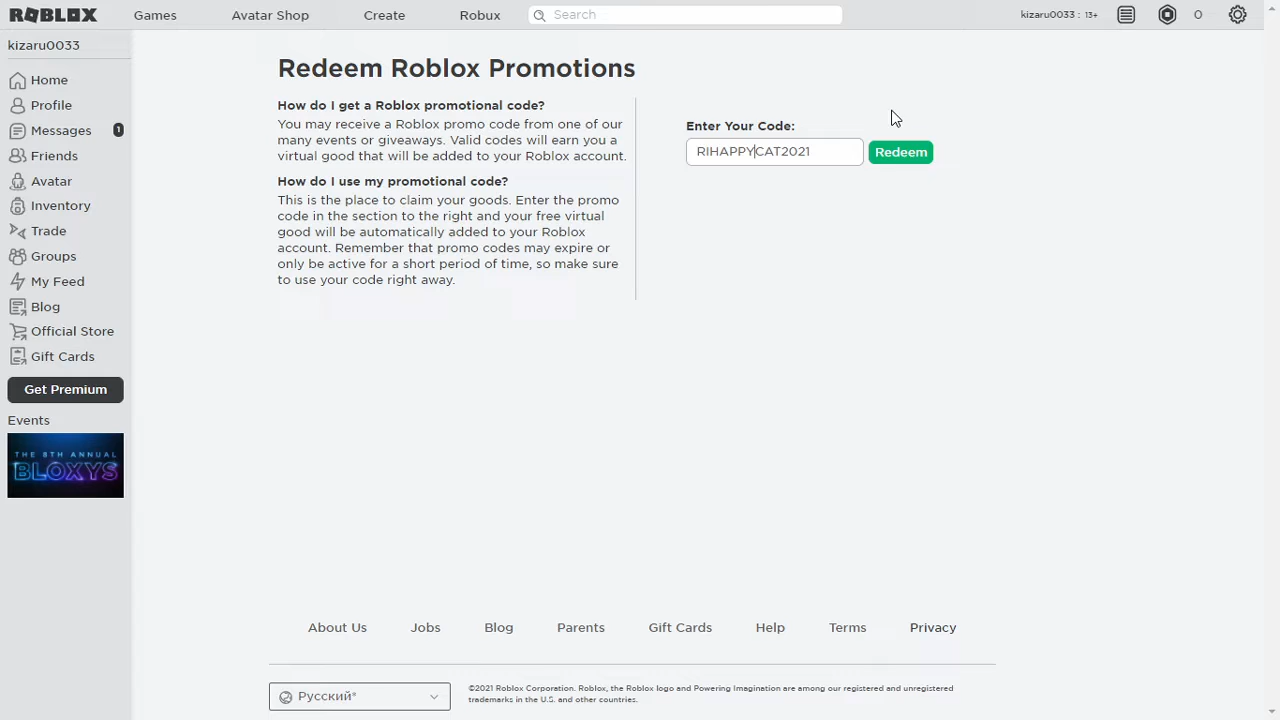 ROBLOX
Games
Avatar Shop
Create
Robux
Search
kizaru0033 : 13+
0
kizaru0033
Home
Profile
Messages
1
Friends
Avatar
Inventory
Trade
Groups
My Feed
Blog
Official Store
Gift Cards
Get Premium
Events
THE 8TH ANNUAL
BLOXYS
Redeem Roblox Promotions
How do I get a Roblox promotional code?
You may receive a Roblox promo code from one of our
many events or giveaways. Valid codes will earn you a
virtual good that will be added to your Roblox account.
How do I use my promotional code?
This is the place to claim your goods. Enter the promo
code in the section to the right and your free virtual
good will be automatically added to your Roblox
account. Remember that promo codes may expire or
only be active for a short period of time, so make sure
to use your code right away.
Enter Your Code:
RIHAPPYCAT2021
Redeem
About Us
Jobs
Blog
Parents
Gift Cards
Help
Terms
Privacy
Русский*
©2021 Roblox Corporation. Roblox, the Roblox logo and Powering Imagination are among our registered and unregistered
trademarks in the U.S. and other countries.